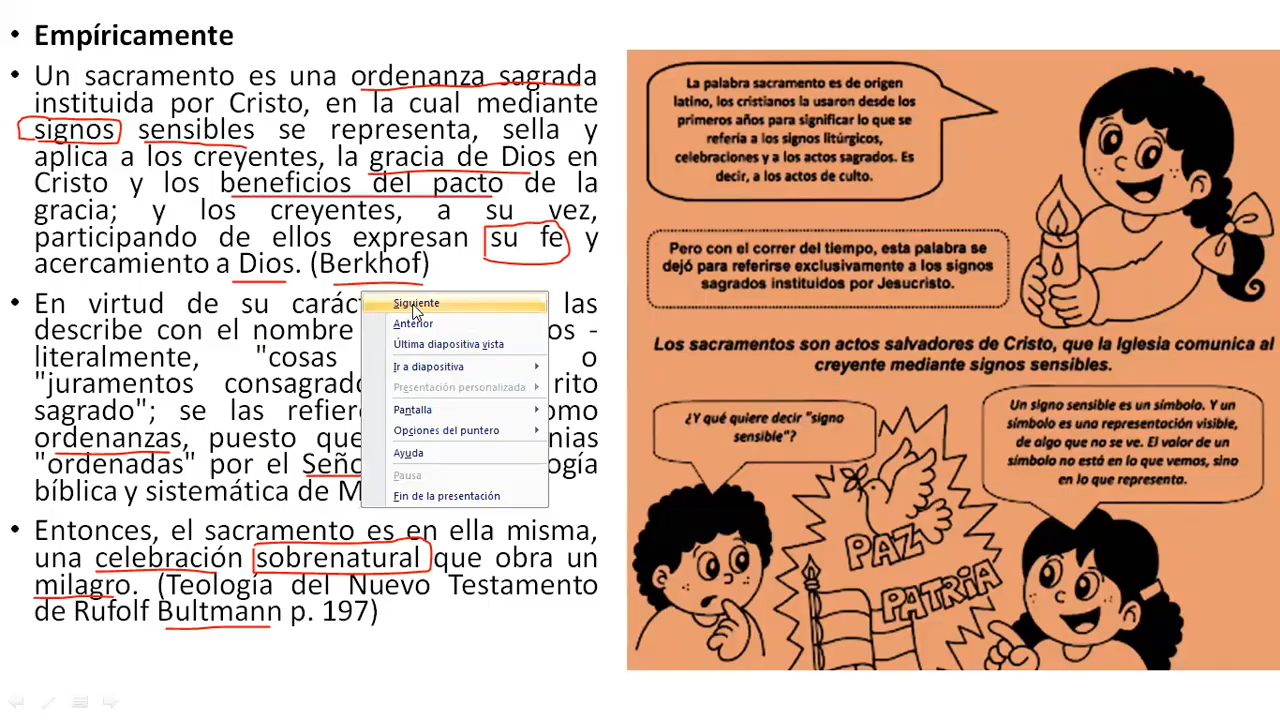 • Empíricamente
• Un sacramento es una ordenanza sagrada
instituida por Cristo, en la cual mediante
signos sensibles se representa, sella y
aplica a los creyentes, la gracia de Dios en
Cristo y los beneficios del pacto de la
gracia; y los creyentes, a su vez,
participando de ellos expresan su fe y
acercamiento a Dios. (Berkhof)
• En virtud de su carác las
describe con el nombre os -
literalmente, "cosas o
"juramentos consagrado rito
sagrado"; se las refier omo
ordenanzas, puesto que nias
"ordenadas" por el Seño ogía
bíblica y sistemática de M
• Entonces, el sacramento es en ella misma,
una celebración sobrenatural que obra un
milagro. (Teología del Nuevo Testamento
de Rufolf Bultmann p. 197)
Siguiente
Anterior
Última diapositiva vista
Ir a diapositiva
Presentación personalizada
Pantalla
Opciones del puntero
Ayuda
Pausa
Fin de la presentación
La palabra sacramento es de origen
latino, los cristianos la usaron desde los
primeros años para significar lo que se
refería a los signos litúrgicos,
celebraciones y a los actos sagrados. Es
decir, a los actos de culto.
Pero con el correr del tiempo, esta palabra se
dejó para referirse exclusivamente a los signos
sagrados instituidos por Jesucristo.
Los sacramentos son actos salvadores de Cristo, que la Iglesia comunica al
creyente mediante signos sensibles.
¿Y qué quiere decir "signo
sensible"?
Un signo sensible es un símbolo. Y un
símbolo es una representación visible,
de algo que no se ve. El valor de un
símbolo no está en lo que vemos, sino
en lo que representa.
PAZ
PATRIA